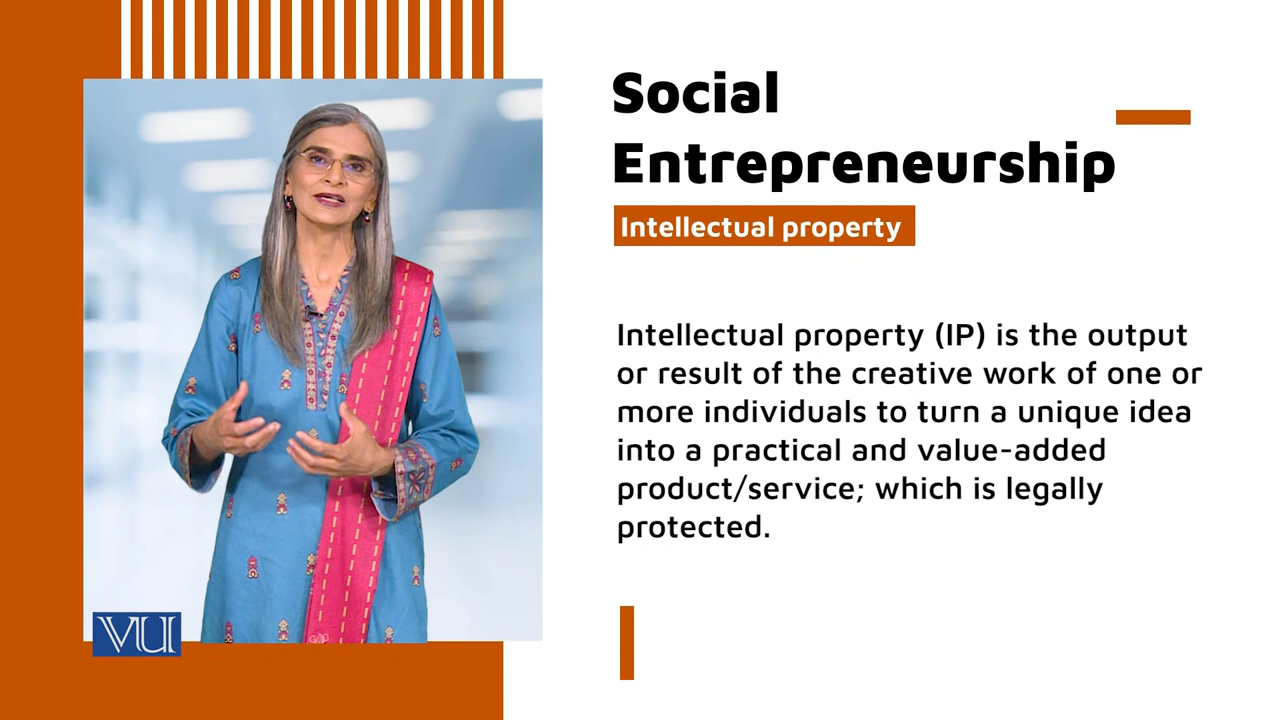 Social
Entrepreneurship
Intellectual property
Intellectual property (IP) is the output
or result of the creative work of one or
more individuals to turn a unique idea
into a practical and value-added
product/service; which is legally
protected.
VU